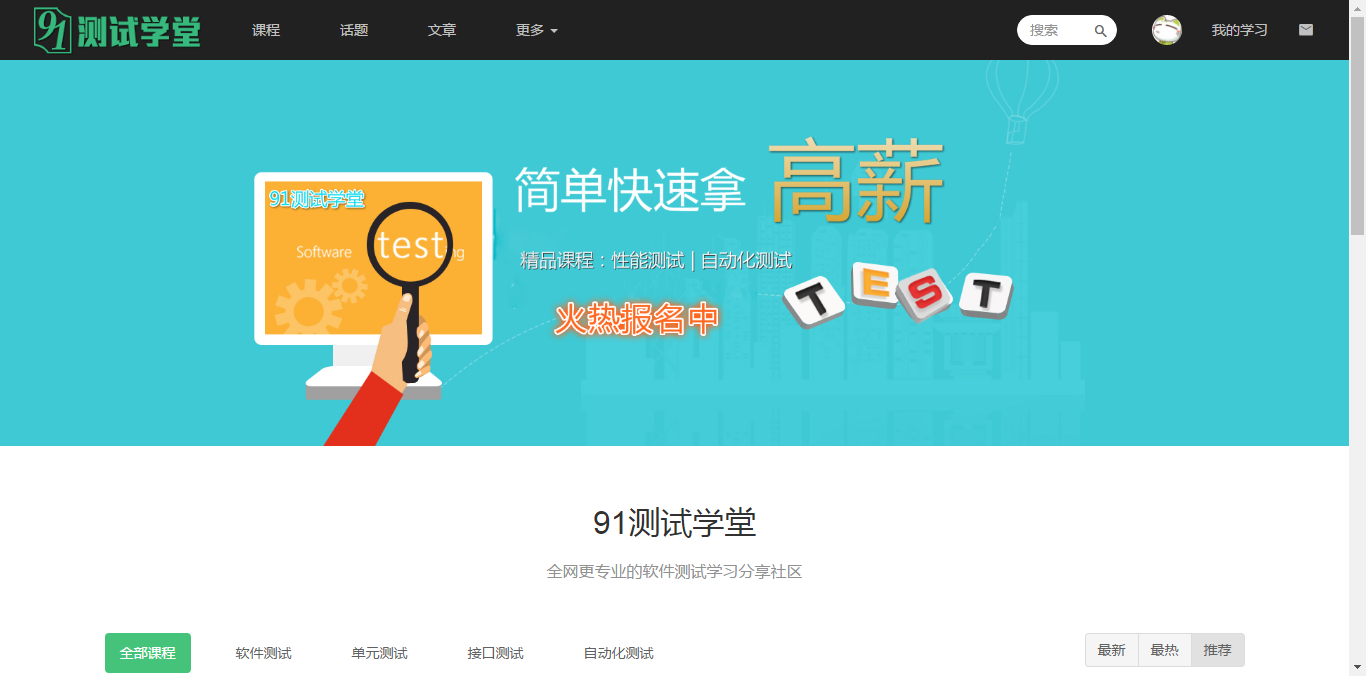 91测试学堂
课程 话题 文章 更多 搜索 我的学习
91测试学堂
Software testing
简单快速拿 高薪
精品课程：性能测试 | 自动化测试
TEST
火热报名中
91测试学堂
全网更专业的软件测试学习分享社区
全部课程 软件测试 单元测试 接口测试 自动化测试 最新 最热 推荐